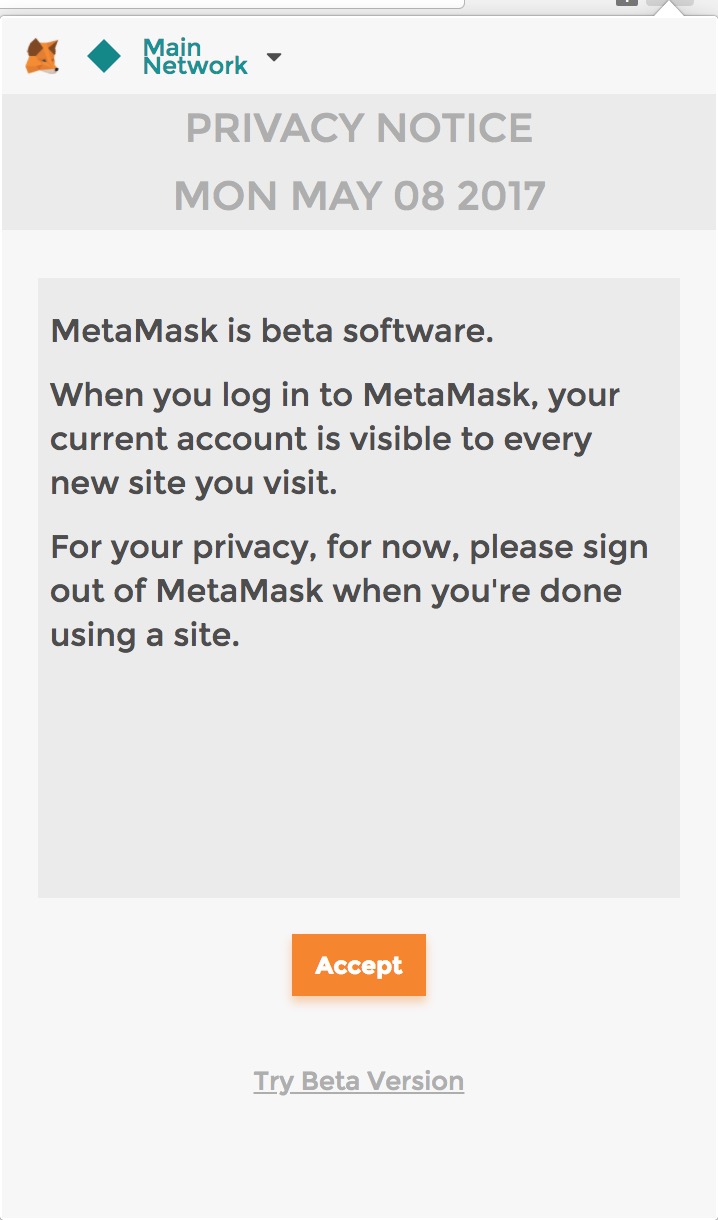 Main
Network
PRIVACY NOTICE
MON MAY 08 2017
MetaMask is beta software.
When you log in to MetaMask, your
current account is visible to every
new site you visit.
For your privacy, for now, please sign
out of MetaMask when you're done
using a site.
Accept
Try Beta Version